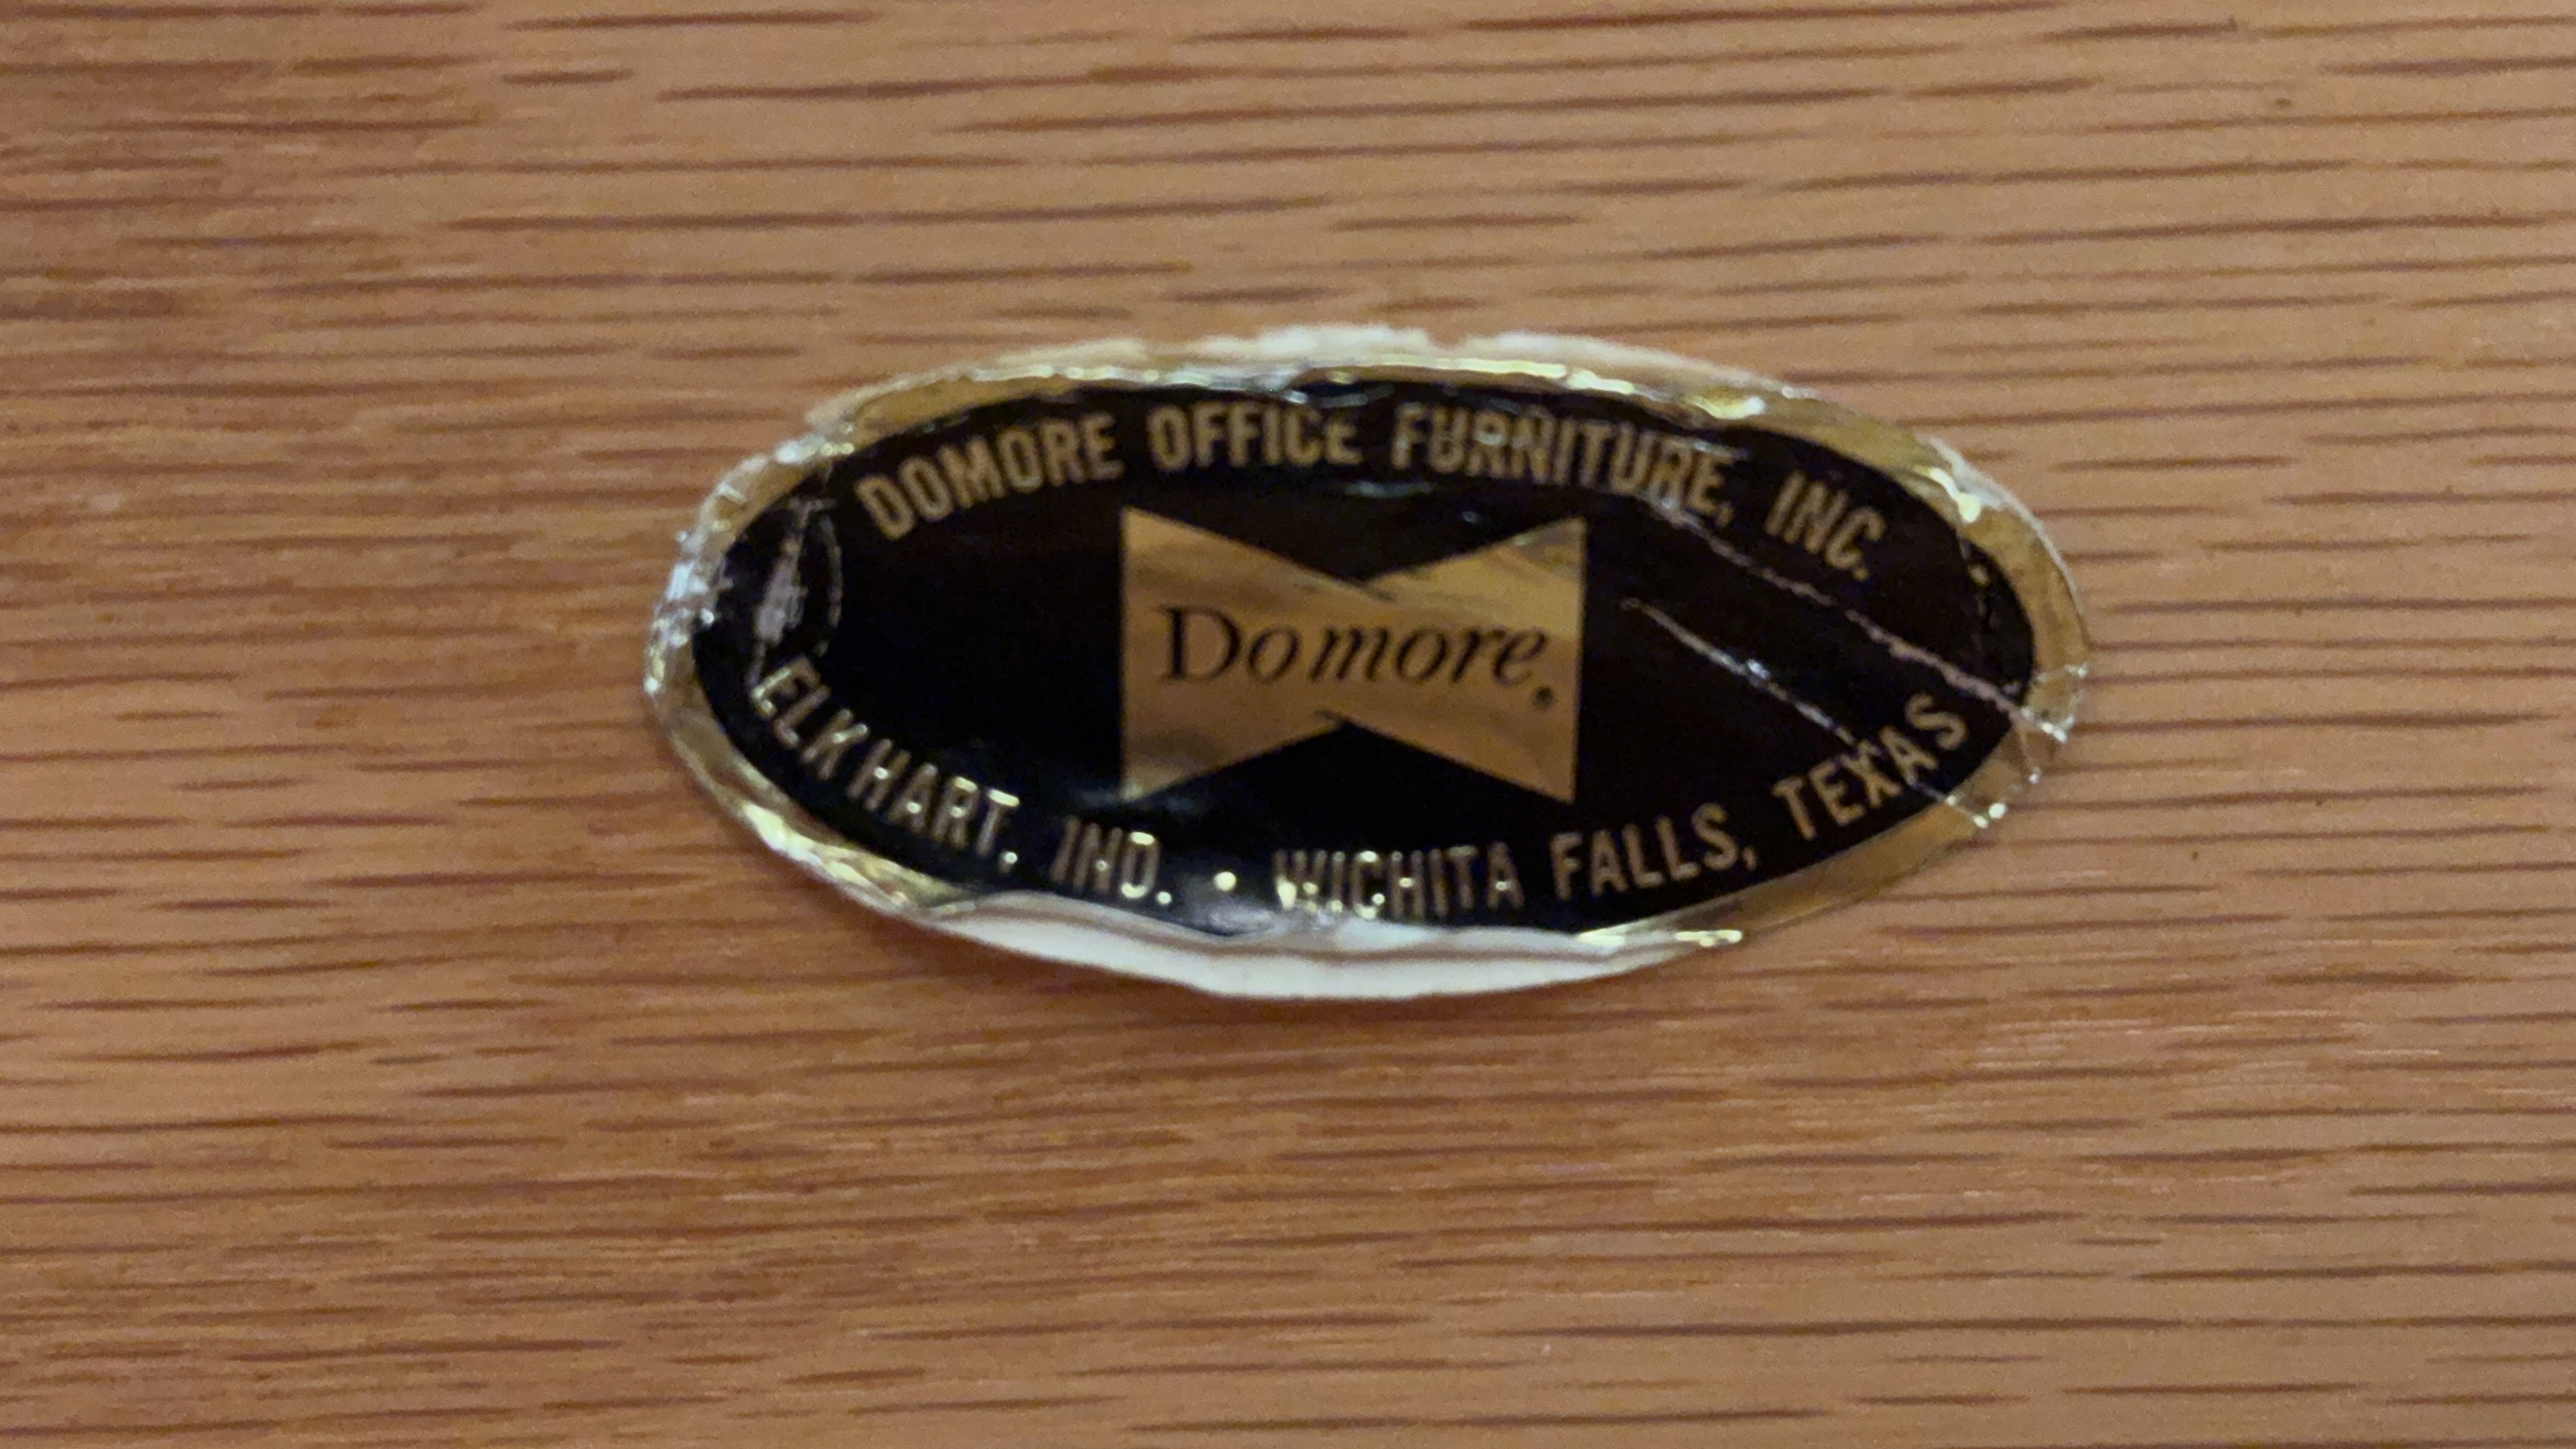 DOMORE OFFICE FURNITURE, INC.
Domore®
ELKHART, IND. • WICHITA FALLS, TEXAS